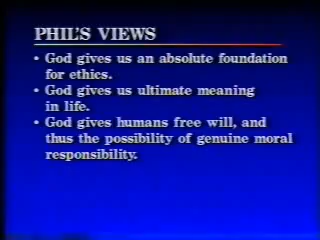 PHIL'S VIEWS
• God gives us an absolute foundation
for ethics.
• God gives us ultimate meaning
in life.
• God gives humans free will, and
thus the possibility of genuine moral
responsibility.